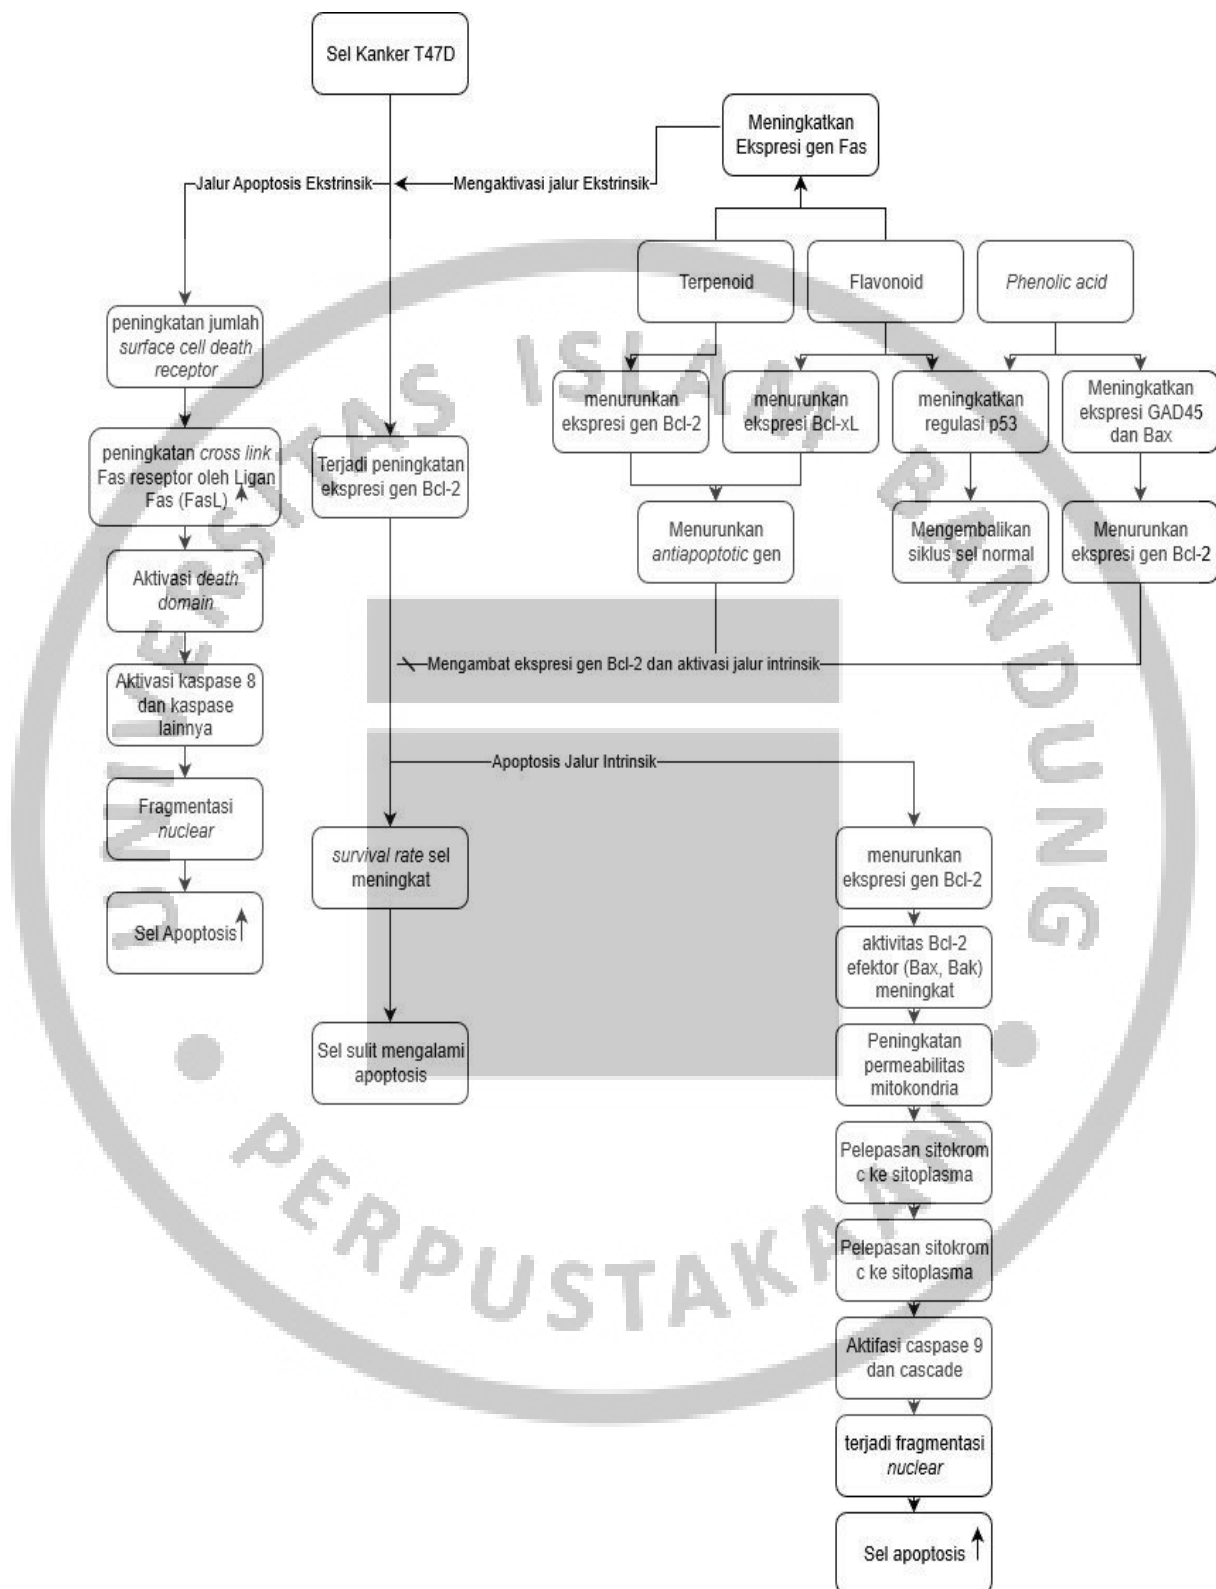 Sel Kanker T47D
Meningkatkan
Ekspresi gen Fas
Jalur Apoptosis Ekstrinsik
Mengaktivasi jalur Ekstrinsik
Terpenoid
Flavonoid
Phenolic acid
peningkatan jumlah
surface cell death
receptor
menurunkan
ekspresi gen Bcl-2
menurunkan
ekspresi Bcl-xL
meningkatkan
regulasi p53
Meningkatkan
ekspresi GAD45
dan Bax
peningkatan cross link
Fas reseptor oleh Ligan
Fas (FasL)
Terjadi peningkatan
ekspresi gen Bcl-2
Menurunkan
antiapoptotic gen
Mengembalikan
siklus sel normal
Menurunkan
ekspresi gen Bcl-2
Aktivasi death
domain
Mengambat ekspresi gen Bcl-2 dan aktivasi jalur intrinsik
Aktivasi kaspase 8
dan kaspase
lainnya
Apoptosis Jalur Intrinsik
Fragmentasi
nuclear
survival rate sel
meningkat
menurunkan
ekspresi gen Bcl-2
Sel Apoptosis
aktivitas Bcl-2
efektor (Bax, Bak)
meningkat
Sel sulit mengalami
apoptosis
Peningkatan
permeabilitas
mitokondria
Pelepasan sitokrom
c ke sitoplasma
Pelepasan sitokrom
c ke sitoplasma
Aktifasi caspase 9
dan cascade
terjadi fragmentasi
nuclear
Sel apoptosis
UNIVERSITAS ISLAM BANDUNG
PERPUSTAKAAN